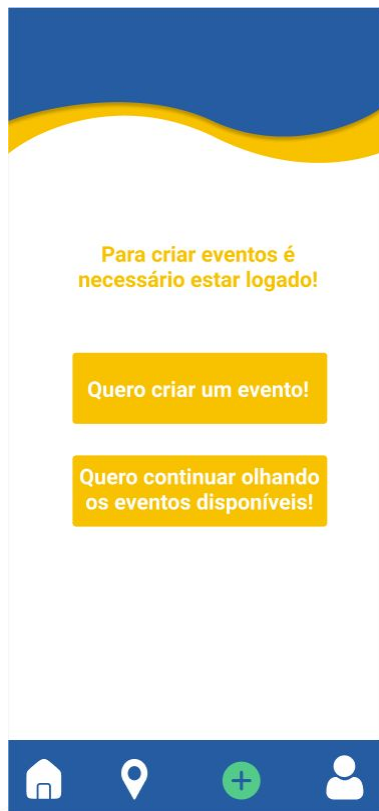 Para criar eventos é
necessário estar logado!
Quero criar um evento!
Quero continuar olhando
os eventos disponíveis!